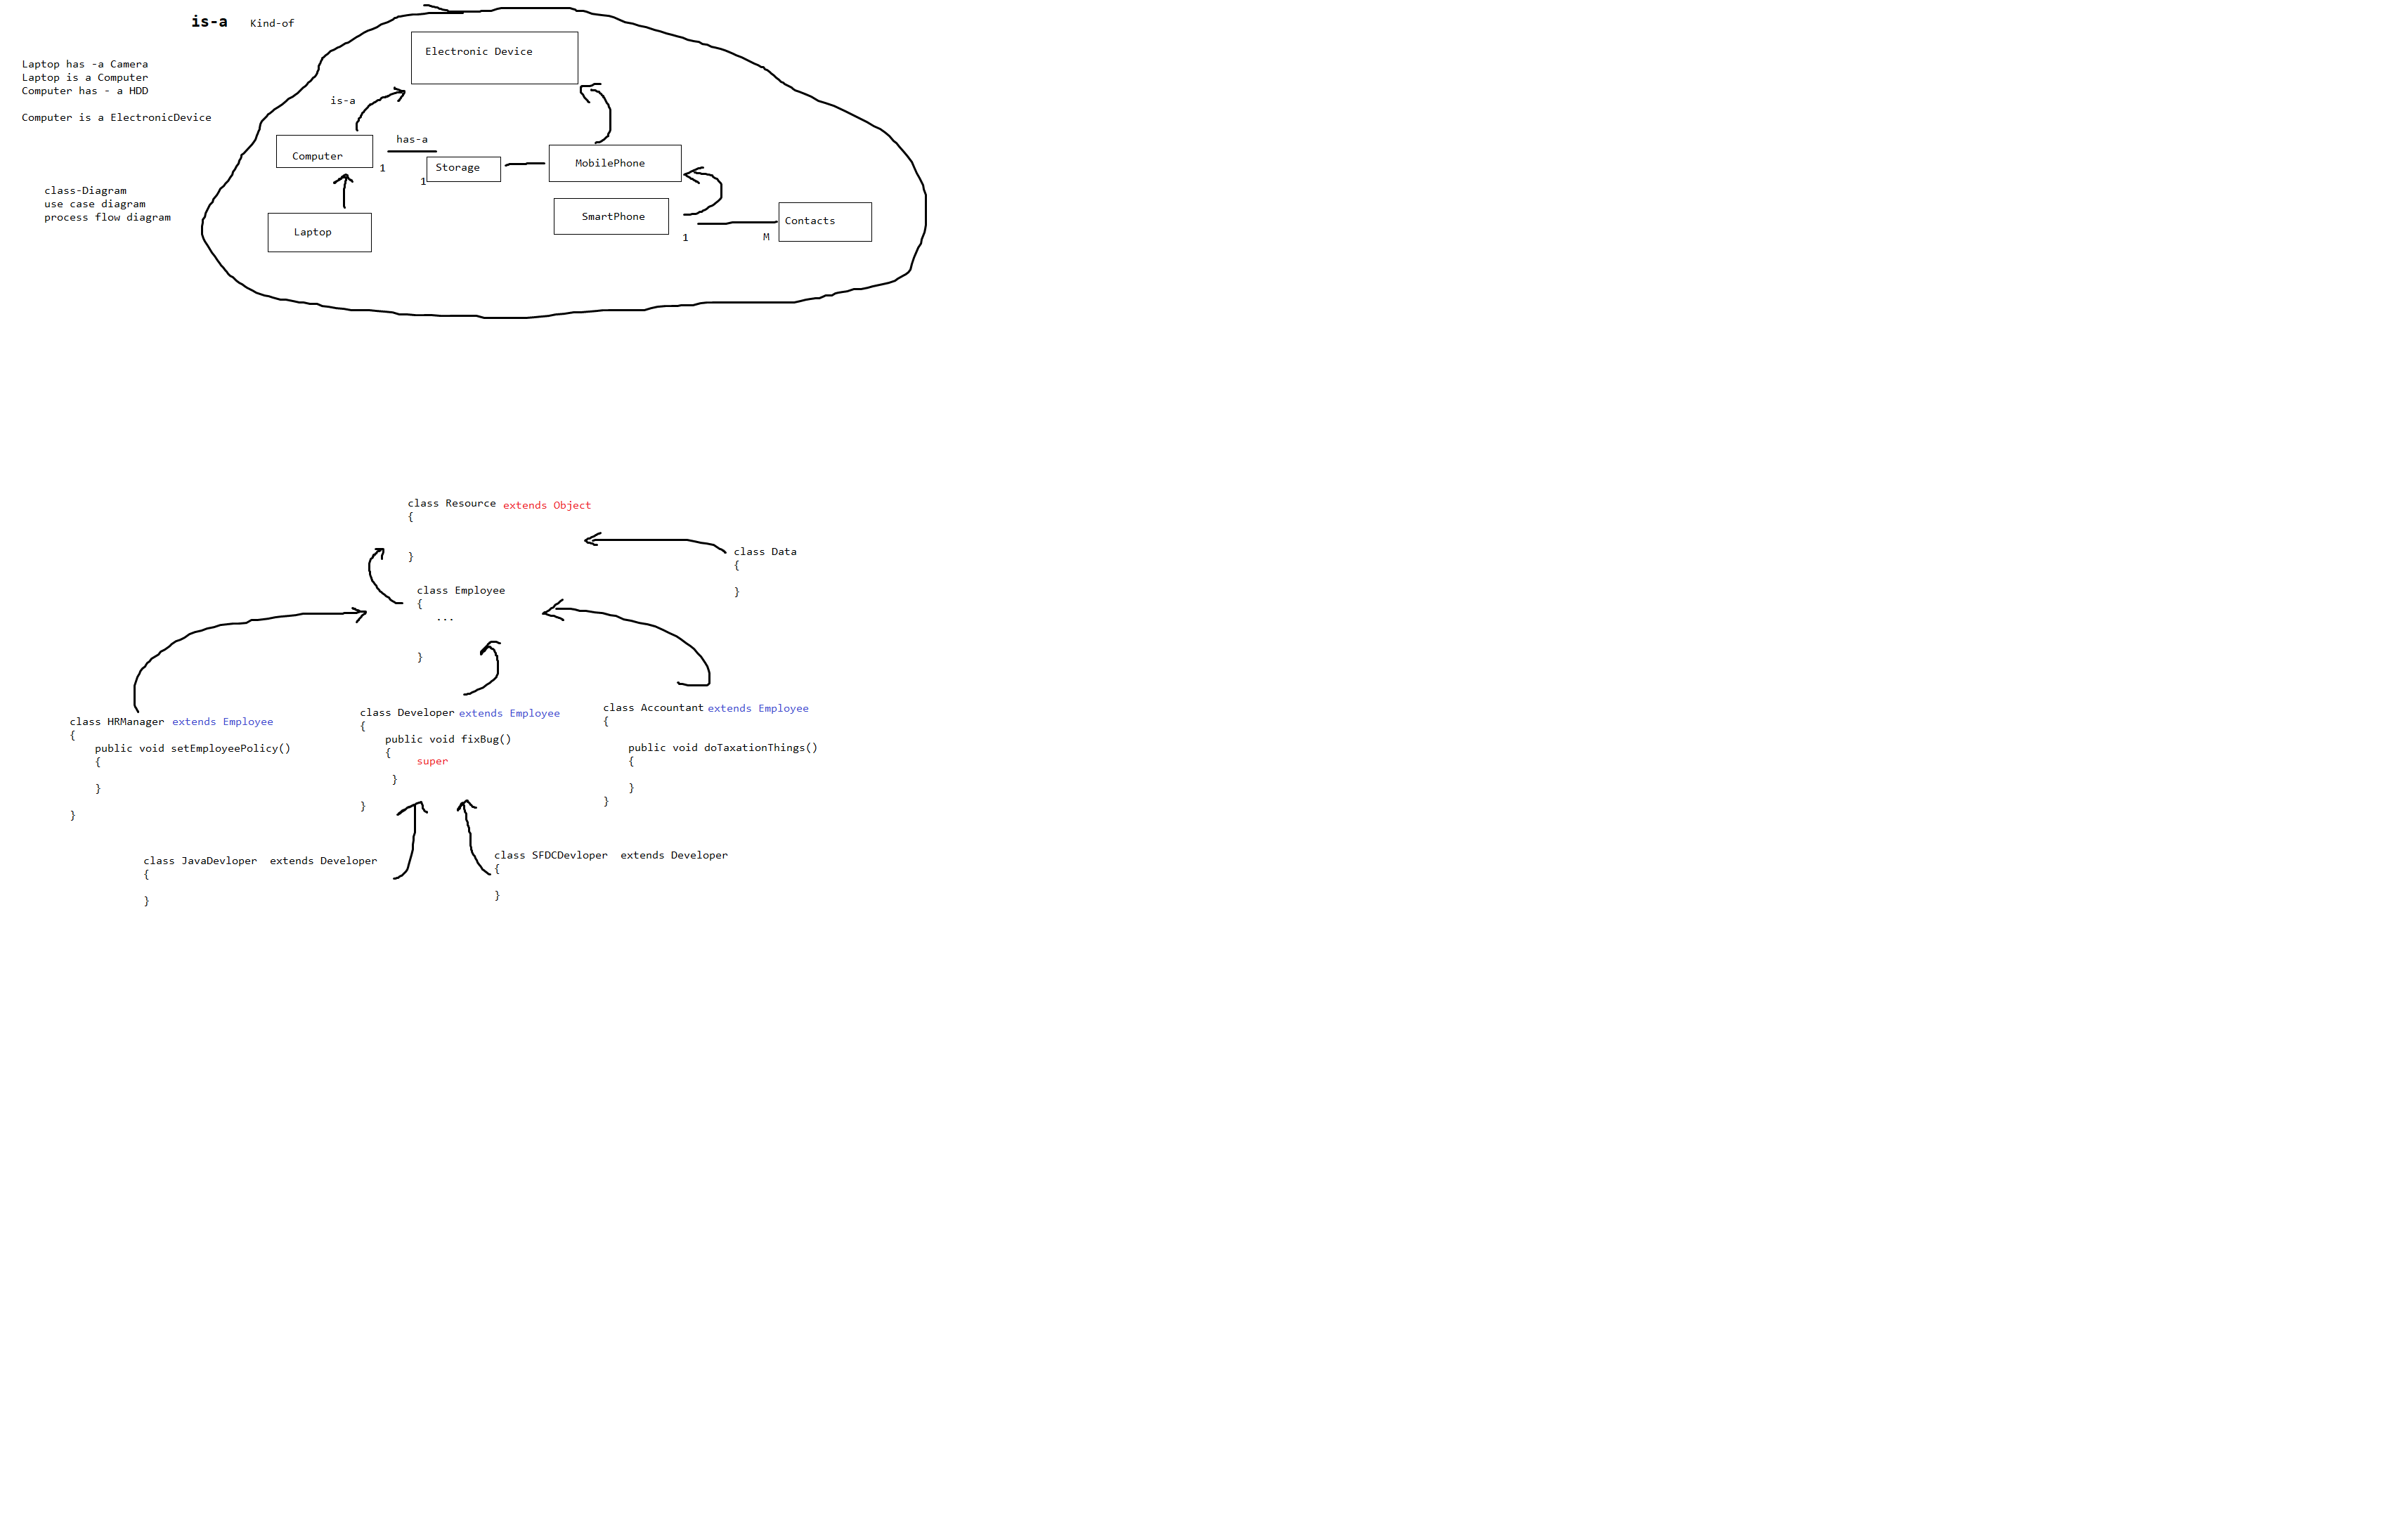 is-a Kind-of
Laptop has -a Camera
Laptop is a Computer
Computer has - a HDD
Computer is a ElectronicDevice
class-Diagram
use case diagram
process flow diagram
Electronic Device
is-a
has-a
Computer
1
1
Storage
MobilePhone
Laptop
SmartPhone
1
M
Contacts
class Resource extends Object
{
}
class Data
{
}
class Employee
{
...
}
class HRManager extends Employee
{
public void setEmployeePolicy()
{
}
}
class Developer extends Employee
{
public void fixBug()
{
super
}
}
class Accountant extends Employee
{
public void doTaxationThings()
{
}
}
class JavaDevloper extends Developer
{
}
class SFDCDevloper extends Developer
{
}